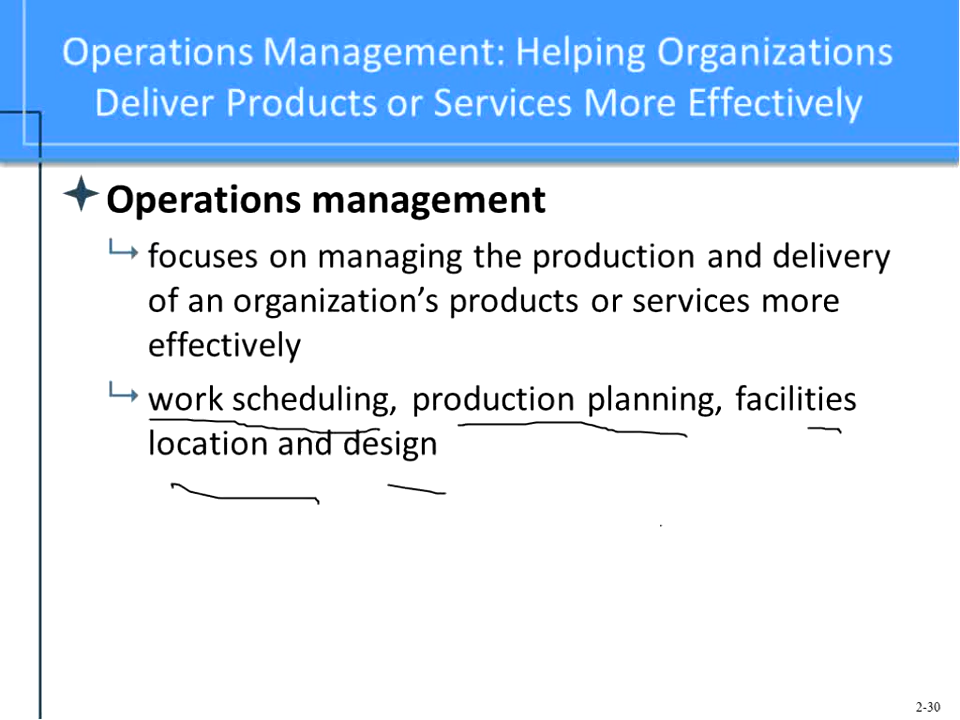 Operations Management: Helping Organizations
Deliver Products or Services More Effectively
Operations management
focuses on managing the production and delivery
of an organization’s products or services more
effectively
work scheduling, production planning, facilities
location and design
2-30